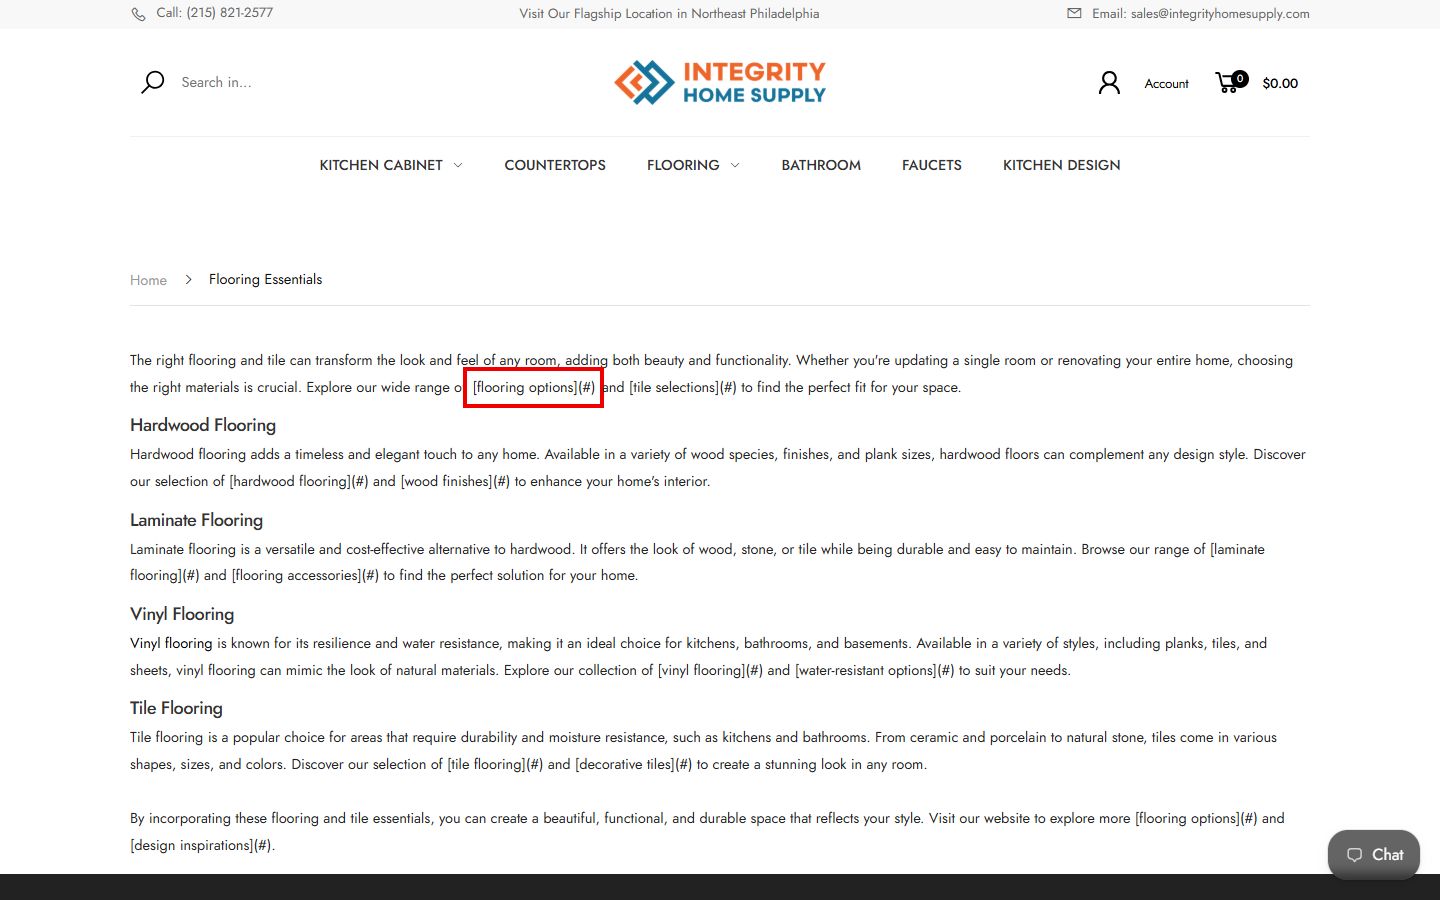 Call: (215) 821-2577
Visit Our Flagship Location in Northeast Philadelphia
Email: sales@integrityhomesupply.com
Search in...
INTEGRITY
HOME SUPPLY
Account
0
$0.00
KITCHEN CABINET
COUNTERTOPS
FLOORING
BATHROOM
FAUCETS
KITCHEN DESIGN
Home
Flooring Essentials
The right flooring and tile can transform the look and feel of any room, adding both beauty and functionality. Whether you're updating a single room or renovating your entire home, choosing
the right materials is crucial. Explore our wide range of [flooring options](#) and [tile selections](#) to find the perfect fit for your space.
Hardwood Flooring
Hardwood flooring adds a timeless and elegant touch to any home. Available in a variety of wood species, finishes, and plank sizes, hardwood floors can complement any design style. Discover
our selection of [hardwood flooring](#) and [wood finishes](#) to enhance your home's interior.
Laminate Flooring
Laminate flooring is a versatile and cost-effective alternative to hardwood. It offers the look of wood, stone, or tile while being durable and easy to maintain. Browse our range of [laminate
flooring](#) and [flooring accessories](#) to find the perfect solution for your home.
Vinyl Flooring
Vinyl flooring is known for its resilience and water resistance, making it an ideal choice for kitchens, bathrooms, and basements. Available in a variety of styles, including planks, tiles, and
sheets, vinyl flooring can mimic the look of natural materials. Explore our collection of [vinyl flooring](#) and [water-resistant options](#) to suit your needs.
Tile Flooring
Tile flooring is a popular choice for areas that require durability and moisture resistance, such as kitchens and bathrooms. From ceramic and porcelain to natural stone, tiles come in various
shapes, sizes, and colors. Discover our selection of [tile flooring](#) and [decorative tiles](#) to create a stunning look in any room.
By incorporating these flooring and tile essentials, you can create a beautiful, functional, and durable space that reflects your style. Visit our website to explore more [flooring options](#) and
[design inspirations](#).
Chat